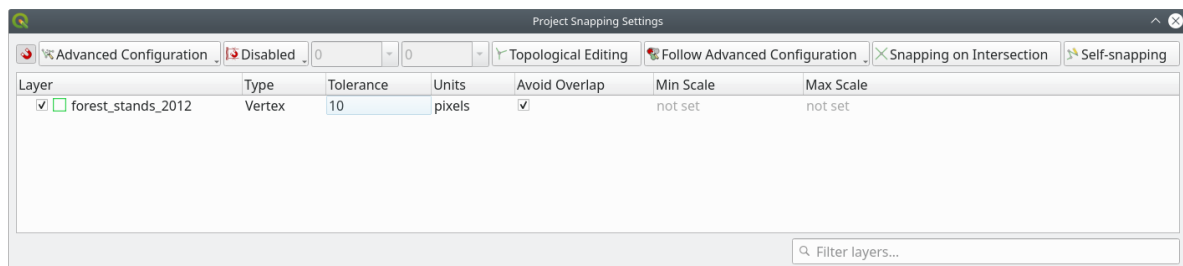 Project Snapping Settings
Advanced Configuration Disabled 0 0 Topological Editing Follow Advanced Configuration Snapping on Intersection Self-snapping
Layer Type Tolerance Units Avoid Overlap Min Scale Max Scale
forest_stands_2012 Vertex 10 pixels not set not set
Filter layers...